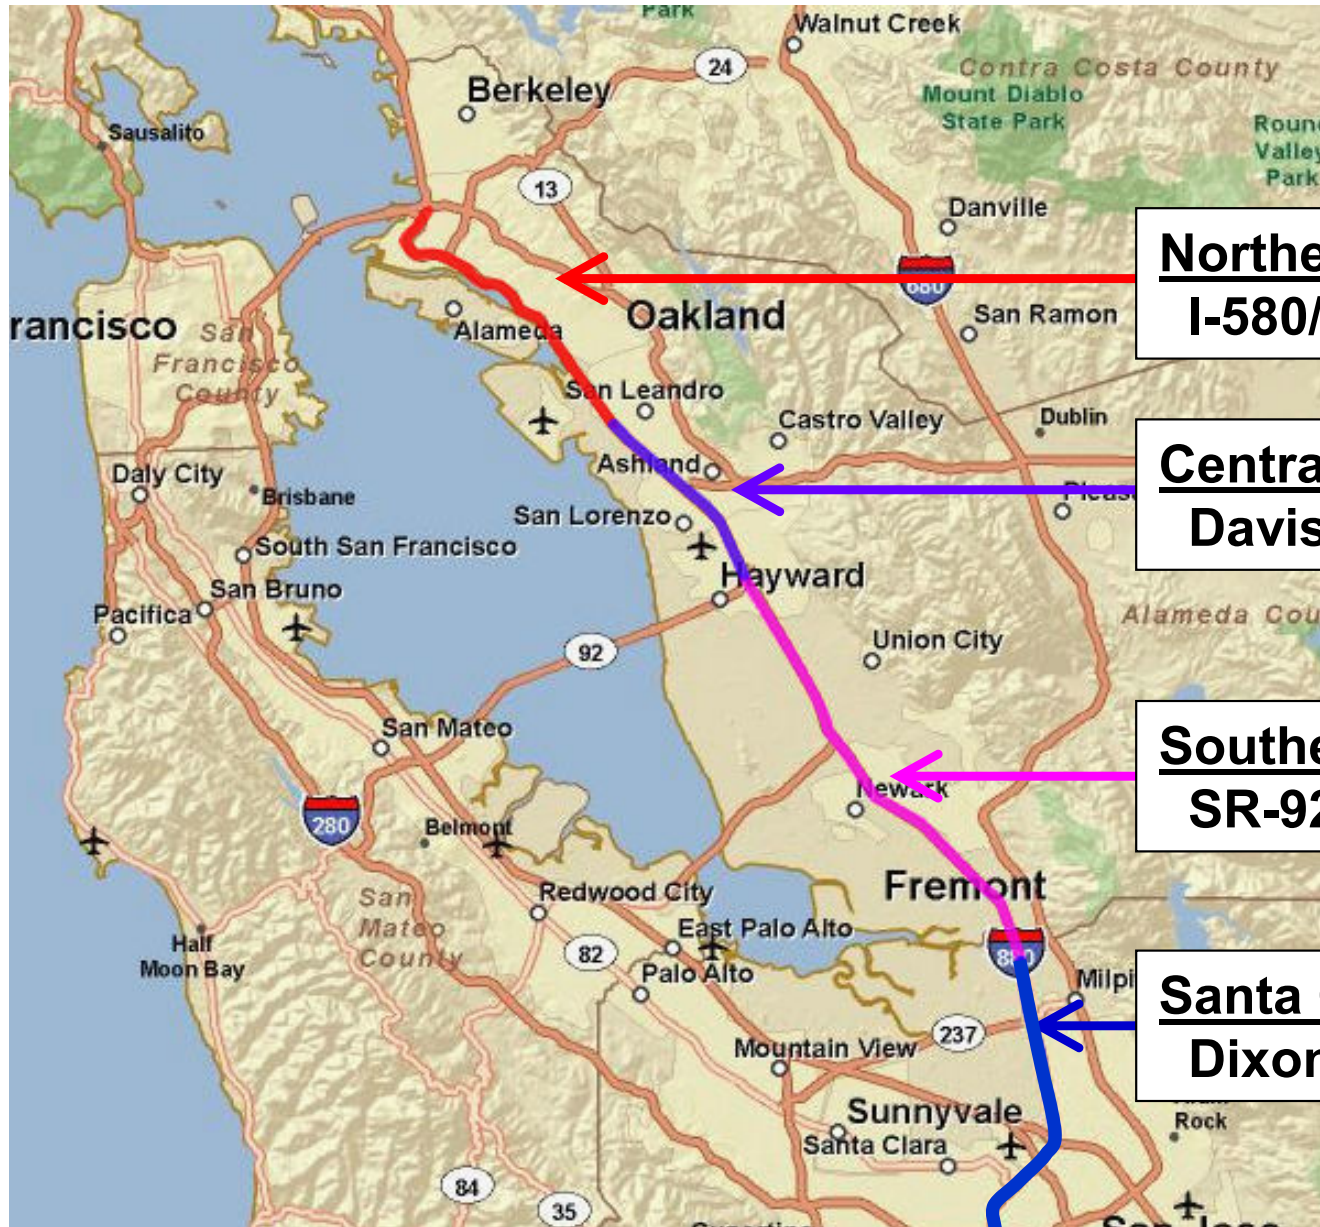 Park
Walnut Creek
24
Contra Costa County
Berkeley
Mount Diablo
State Park
Sausalito
Valley
Park
13
Danville
Northe
I-580/
680
San Ramon
Oakland
rancisco
San
Francisco
County
Alameda
San Leandro
Castro Valley
Dublin
Daly City
Ashland
Centra
Davis
Brisbane
San Lorenzo
South San Francisco
San Bruno
Hayward
Pacifica
Alameda Cou
92
Union City
San Mateo
Southe
SR-92
Newark
280
Belmont
Fremont
San
Mateo
County
Redwood City
East Palo Alto
Half
Moon Bay
82
Palo Alto
880
Milpi
Santa
Dixon
237
Mountain View
Sunnyvale
Rock
Santa Clara
84
35